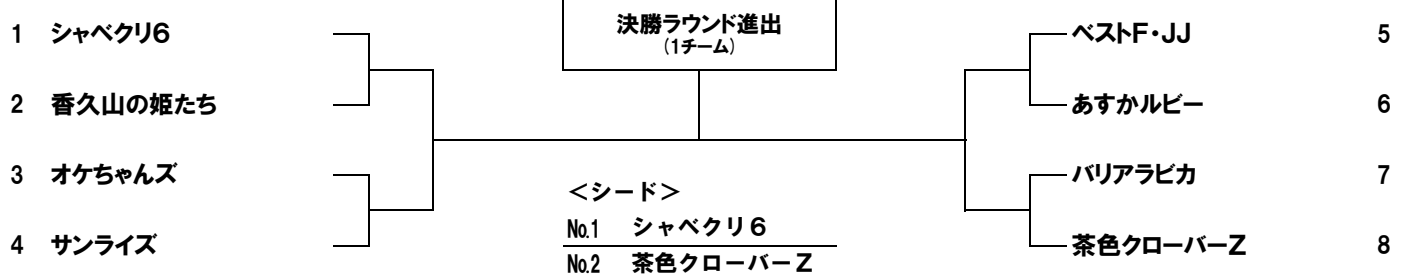 決勝ラウンド進出
（1チーム）
1 シャベクリ6
2 香久山の姫たち
3 オケちゃんズ
4 サンライズ
ベストF・JJ 5
あすかルビー 6
バリアラビカ 7
茶色クローバーZ 8
＜シード＞
No.1 シャベクリ６
No.2 茶色クローバーＺ